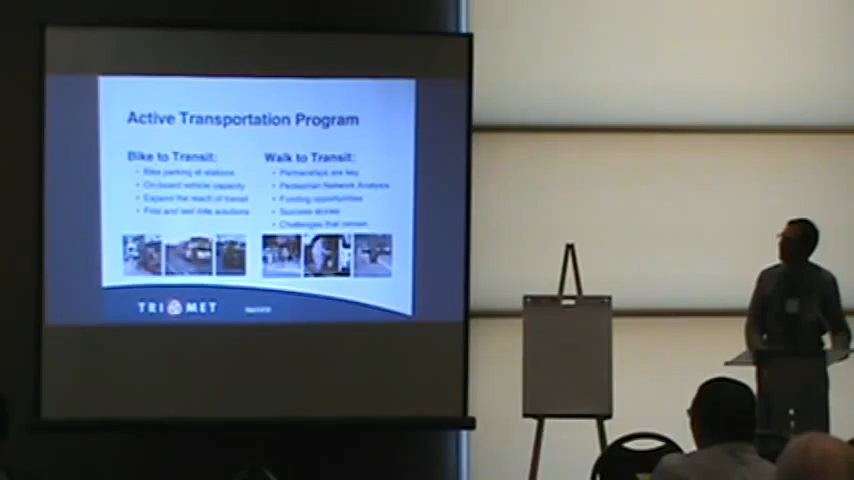 Active Transportation Program
Bike to Transit:
• Bike parking at stations
• On-board vehicle capacity
• Expand the reach of transit
• First and last mile solutions
Walk to Transit:
• Partnerships are key
• Pedestrian Network Analysis
• Funding opportunities
• Success stories
• Challenges that remain
TRI MET